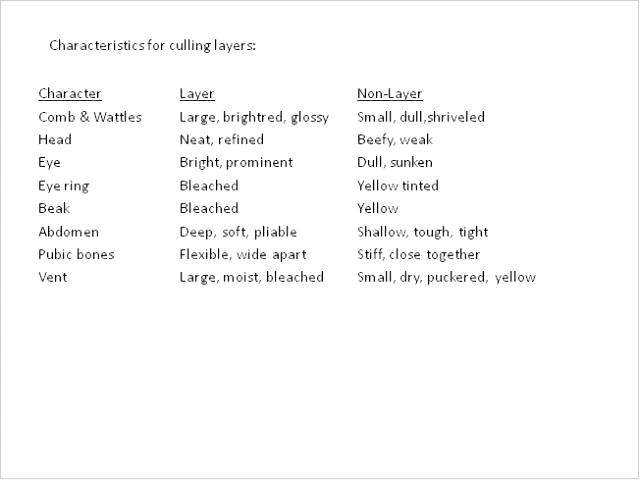 Characteristics for culling layers:
Character Layer Non-Layer
Comb & Wattles Large, brightred, glossy Small, dull,shriveled
Head Neat, refined Beefy, weak
Eye Bright, prominent Dull, sunken
Eye ring Bleached Yellow tinted
Beak Bleached Yellow
Abdomen Deep, soft, pliable Shallow, tough, tight
Pubic bones Flexible, wide apart Stiff, close together
Vent Large, moist, bleached Small, dry, puckered, yellow